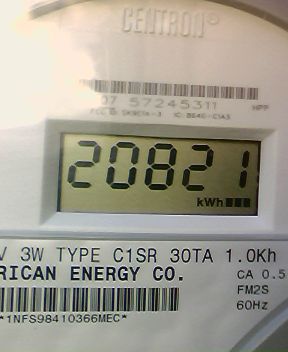 CENTRON®
07 57245311
20821
kWh
V 3W TYPE C1SR 30TA 1.0Kh
RICAN ENERGY CO.
CA 0.5
FM2S
60Hz
*1NFS98410366MEC*